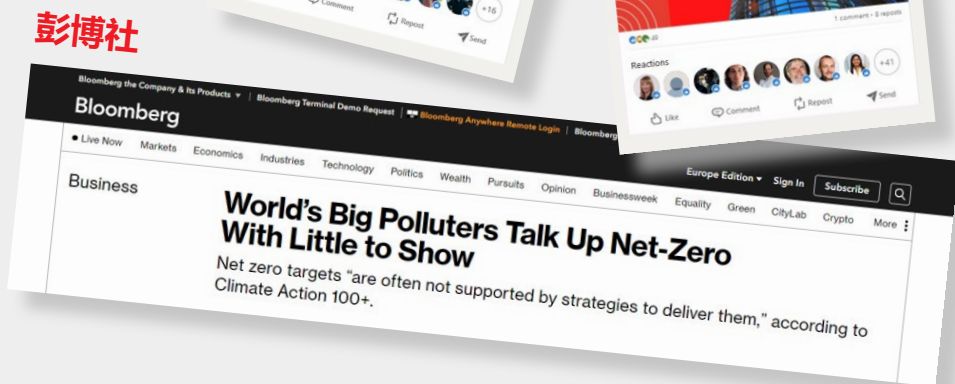 Comment
Repost
Send
+16
彭博社
1 comment • 8 reposts
Reactions
+41
Like
Comment
Repost
Send
Bloomberg the Company & Its Products ▾ | Bloomberg Terminal Demo Request | Bloomberg Anywhere Remote Login | Bloomberg
Bloomberg
Europe Edition ▾ Sign In Subscribe
• Live Now Markets Economics Industries Technology Politics Wealth Pursuits Opinion Businessweek Equality Green CityLab Crypto More
Business
World's Big Polluters Talk Up Net-Zero
With Little to Show
Net zero targets “are often not supported by strategies to deliver them,” according to
Climate Action 100+.